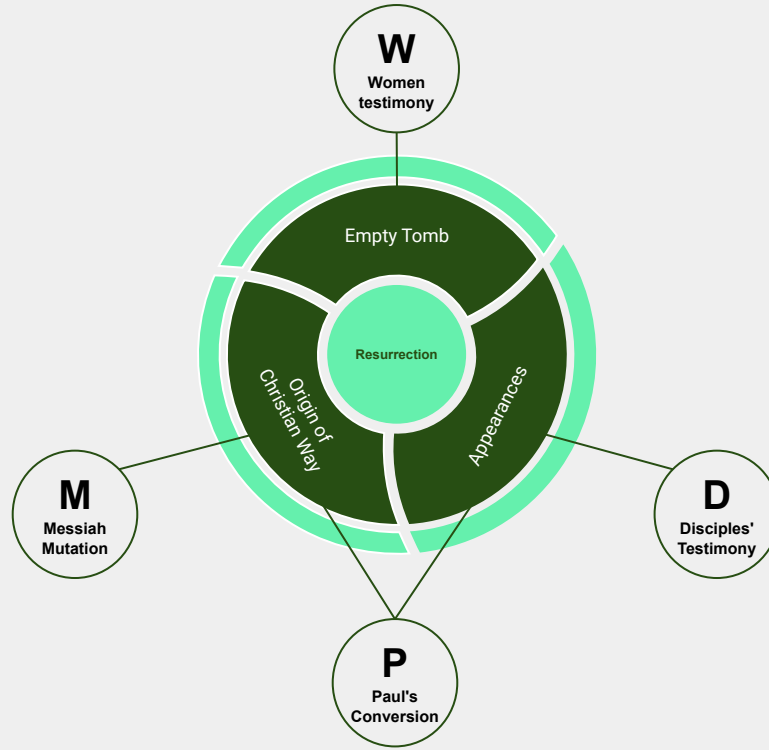 W
Women
testimony
Empty Tomb
Resurrection
Origin of
Christian Way
Appearances
M
Messiah
Mutation
D
Disciples'
Testimony
P
Paul's
Conversion